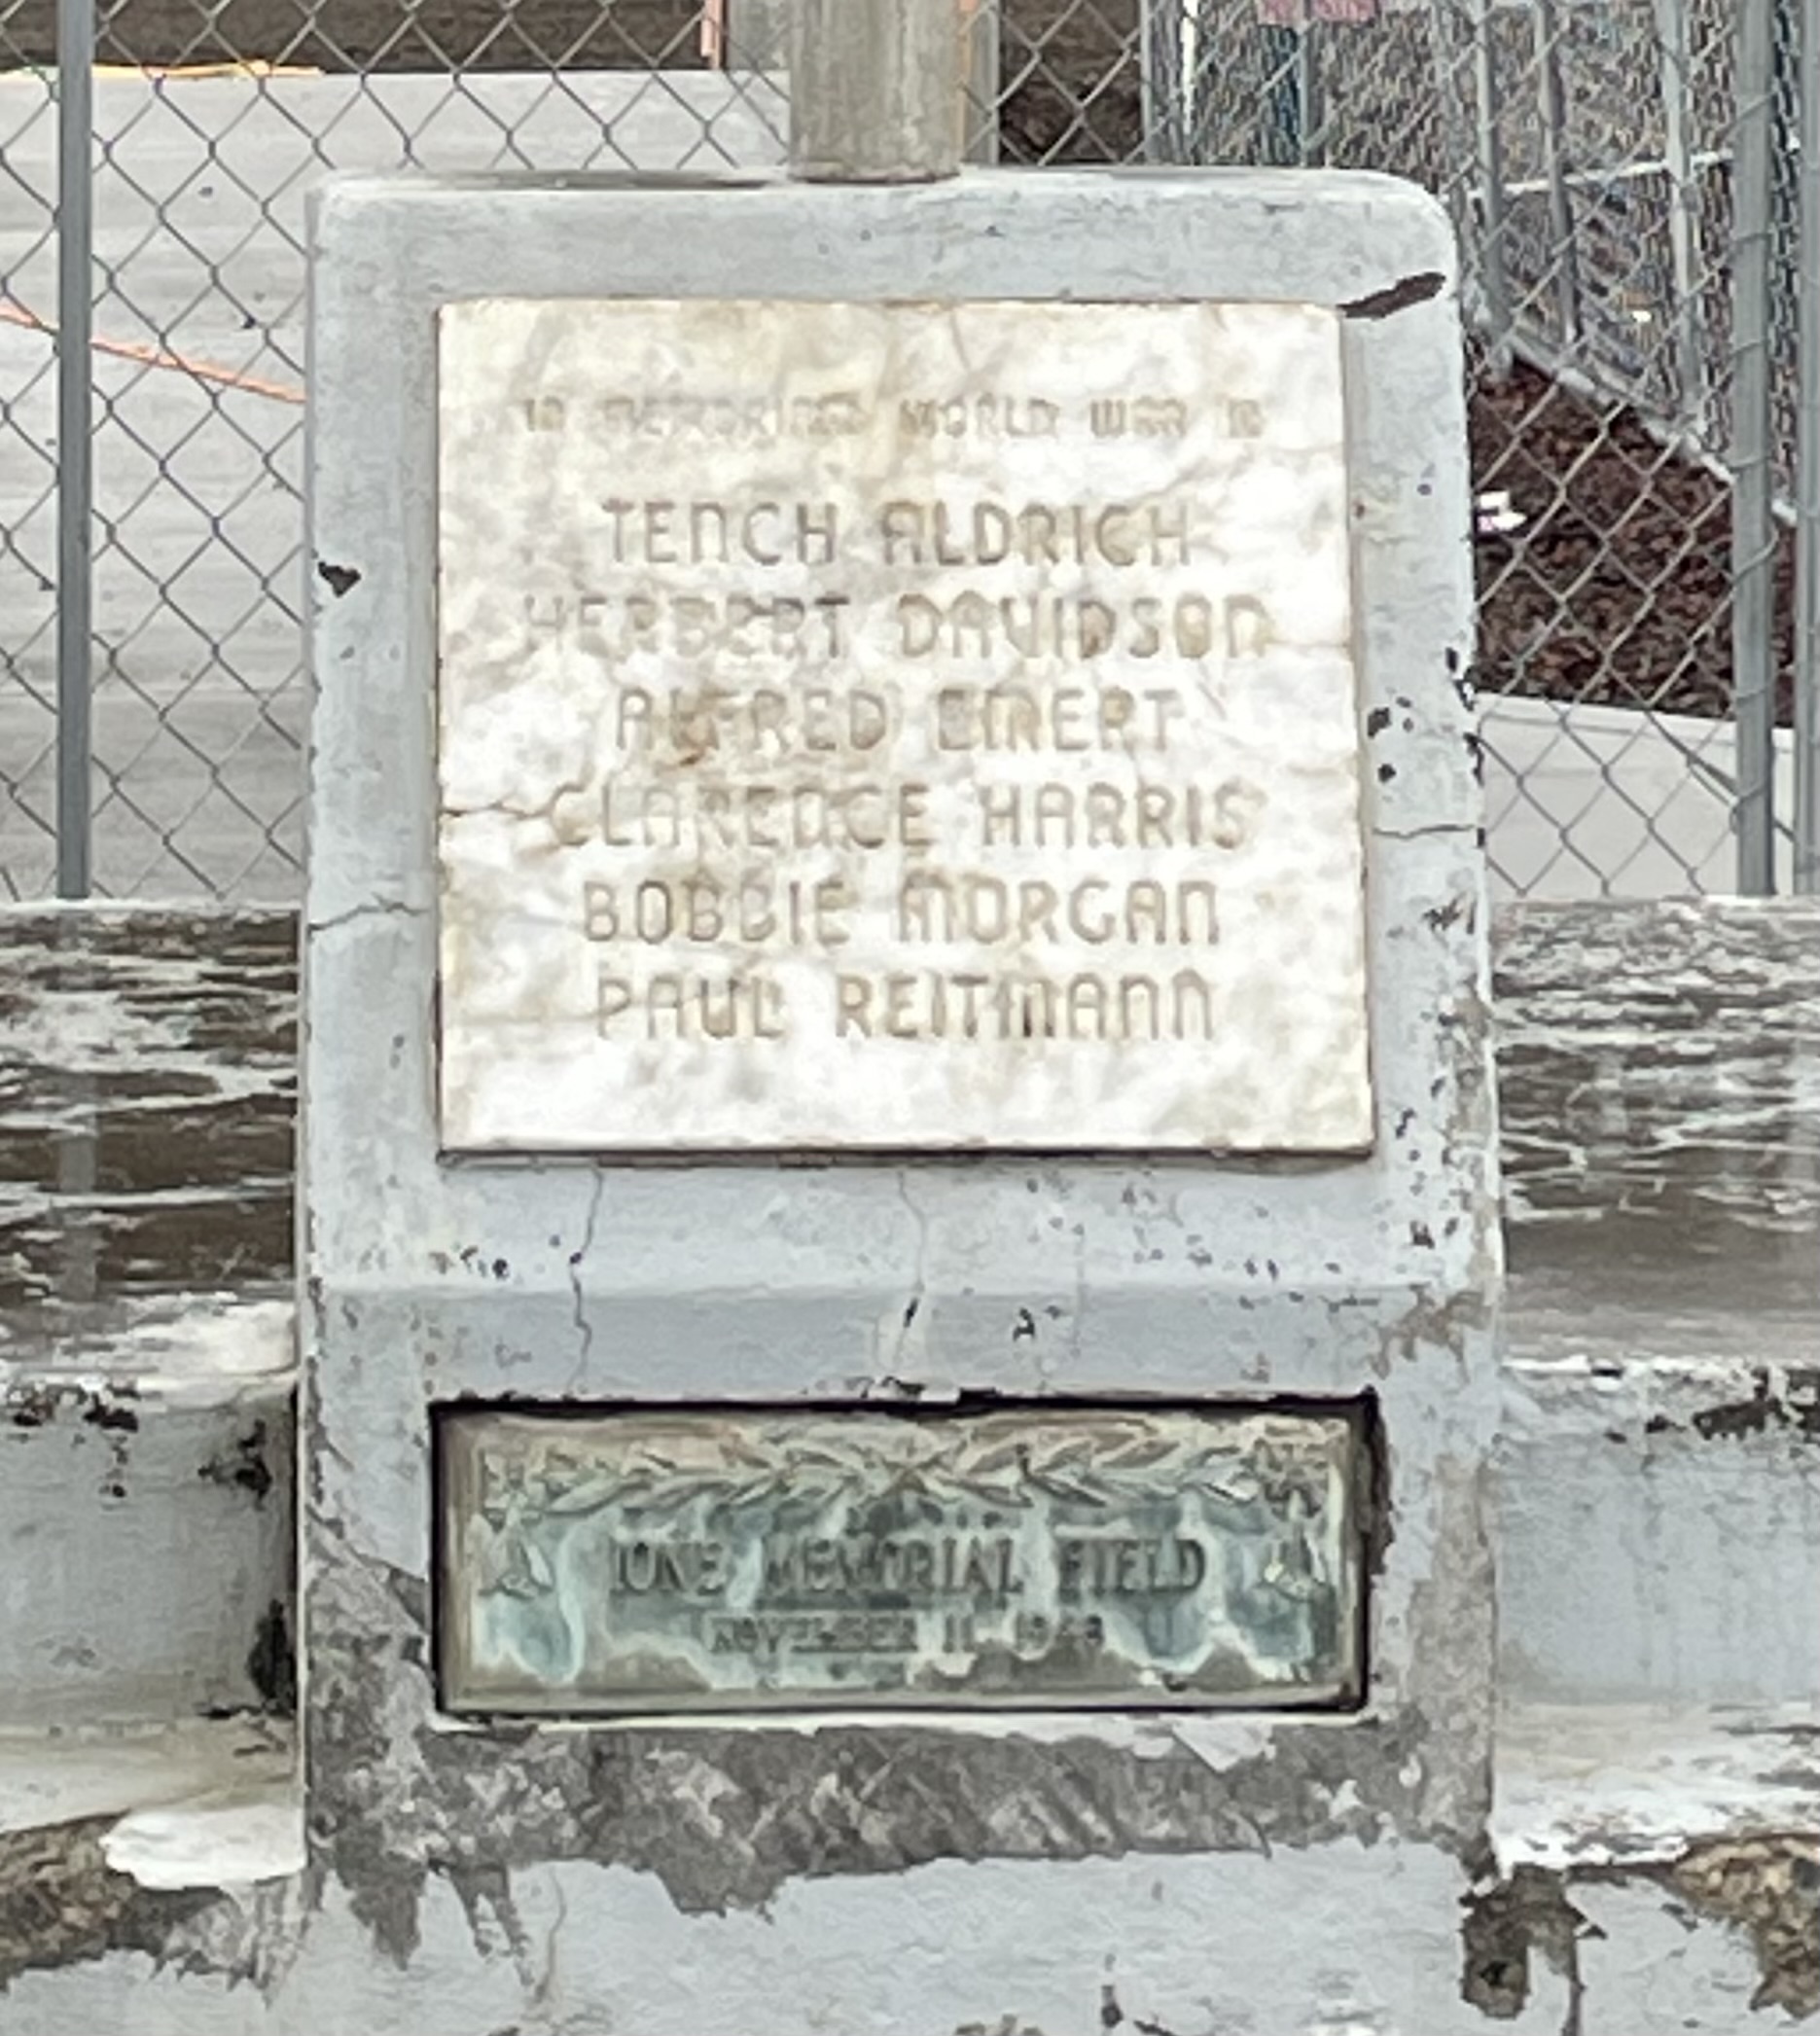 WORLD WAR
TENCH ALDRICH
HERBERT DAVIDSON
ALFRED EMERT
CLARENCE HARRIS
BOBBIE MORGAN
PAUL REITMANN
IONE MEMORIAL FIELD
NOVEMBER 11